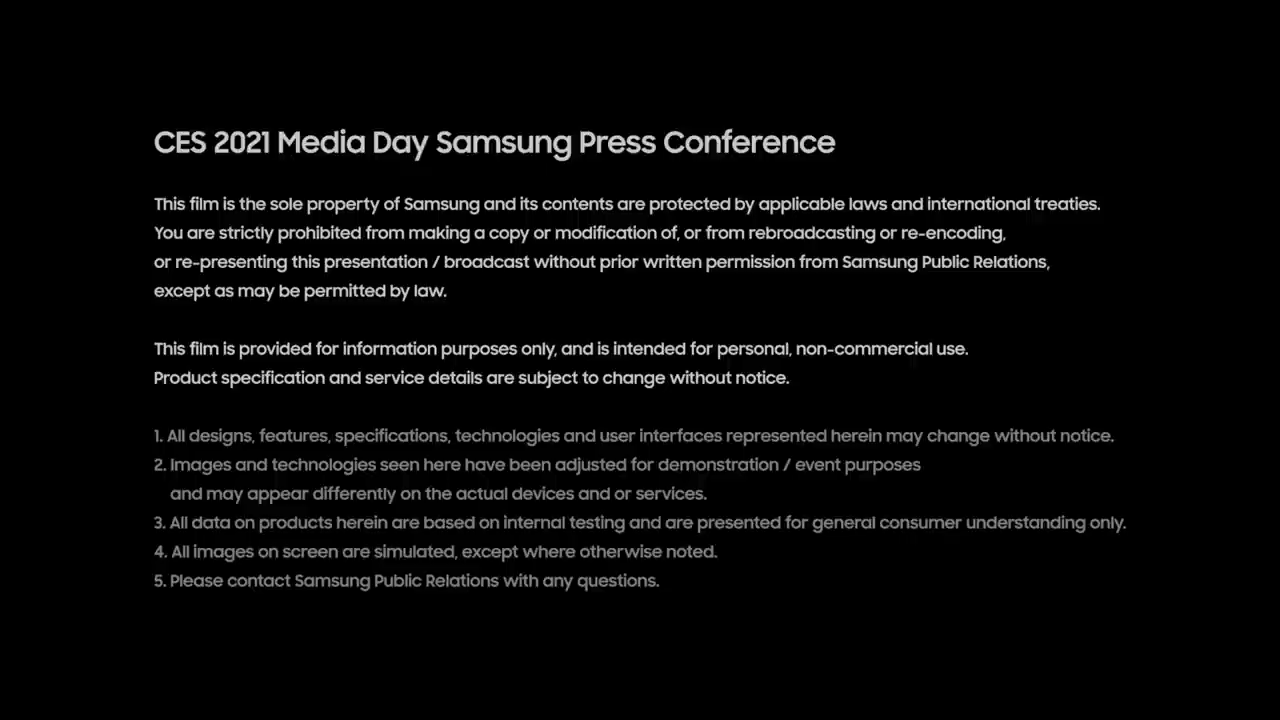 CES 2021 Media Day Samsung Press Conference
This film is the sole property of Samsung and its contents are protected by applicable laws and international treaties.
You are strictly prohibited from making a copy or modification of, or from rebroadcasting or re-encoding,
or re-presenting this presentation / broadcast without prior written permission from Samsung Public Relations,
except as may be permitted by law.
This film is provided for information purposes only, and is intended for personal, non-commercial use.
Product specification and service details are subject to change without notice.
1. All designs, features, specifications, technologies and user interfaces represented herein may change without notice.
2. Images and technologies seen here have been adjusted for demonstration / event purposes
and may appear differently on the actual devices and or services.
3. All data on products herein are based on internal testing and are presented for general consumer understanding only.
4. All images on screen are simulated, except where otherwise noted.
5. Please contact Samsung Public Relations with any questions.